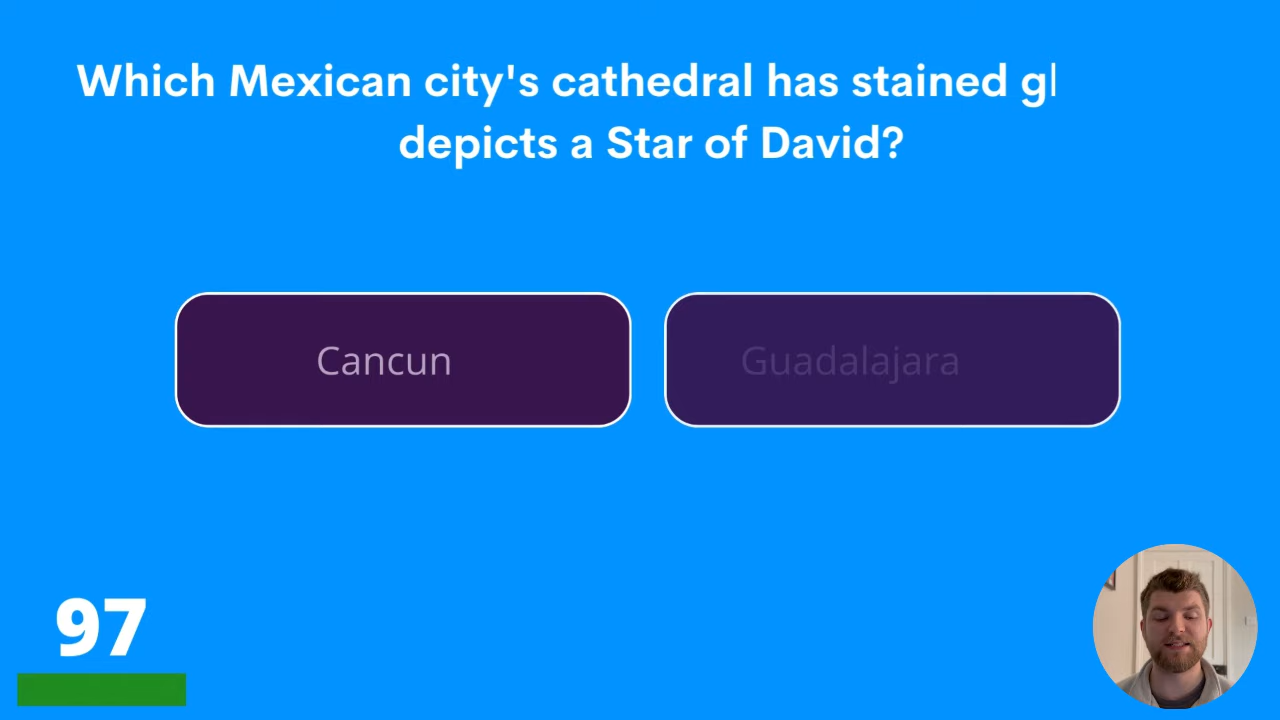 Which Mexican city's cathedral has stained gl
depicts a Star of David?
Cancun
Guadalajara
97